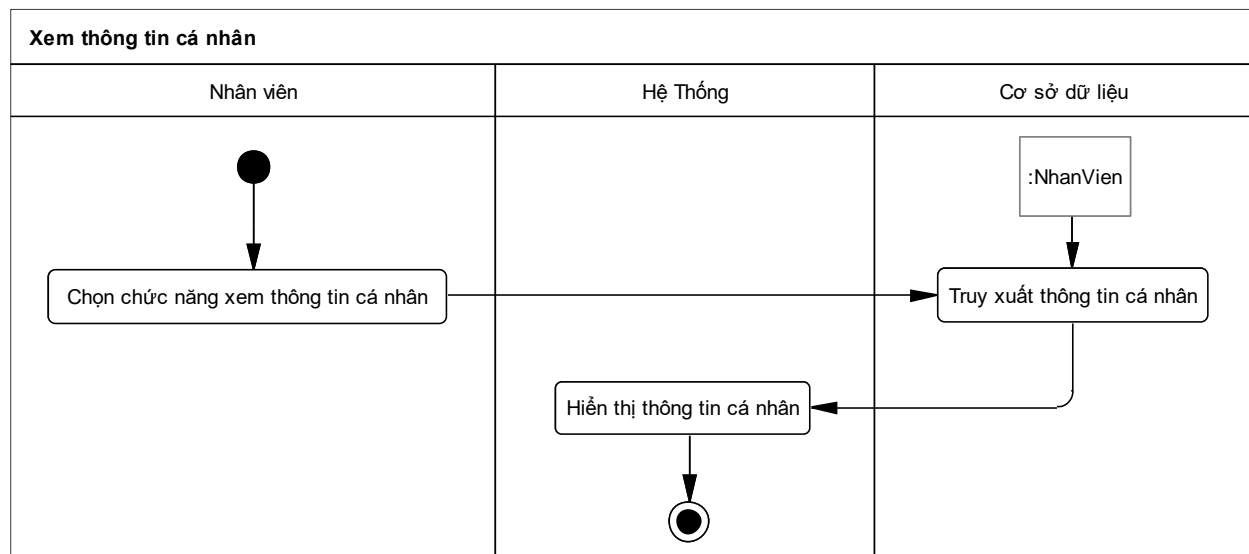 Xem thông tin cá nhân
Nhân viên
Hệ Thống
Cơ sở dữ liệu
:NhanVien
Chọn chức năng xem thông tin cá nhân
Truy xuất thông tin cá nhân
Hiển thị thông tin cá nhân